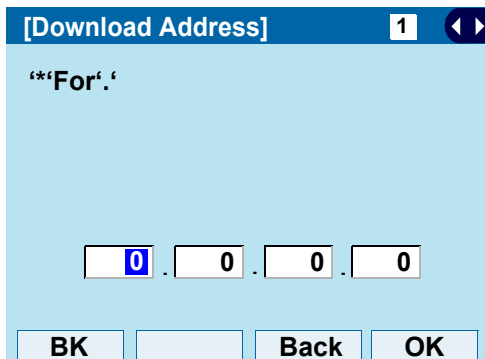 [Download Address] 1
‘*‘For‘.‘
0 . 0 . 0 . 0
BK Back OK